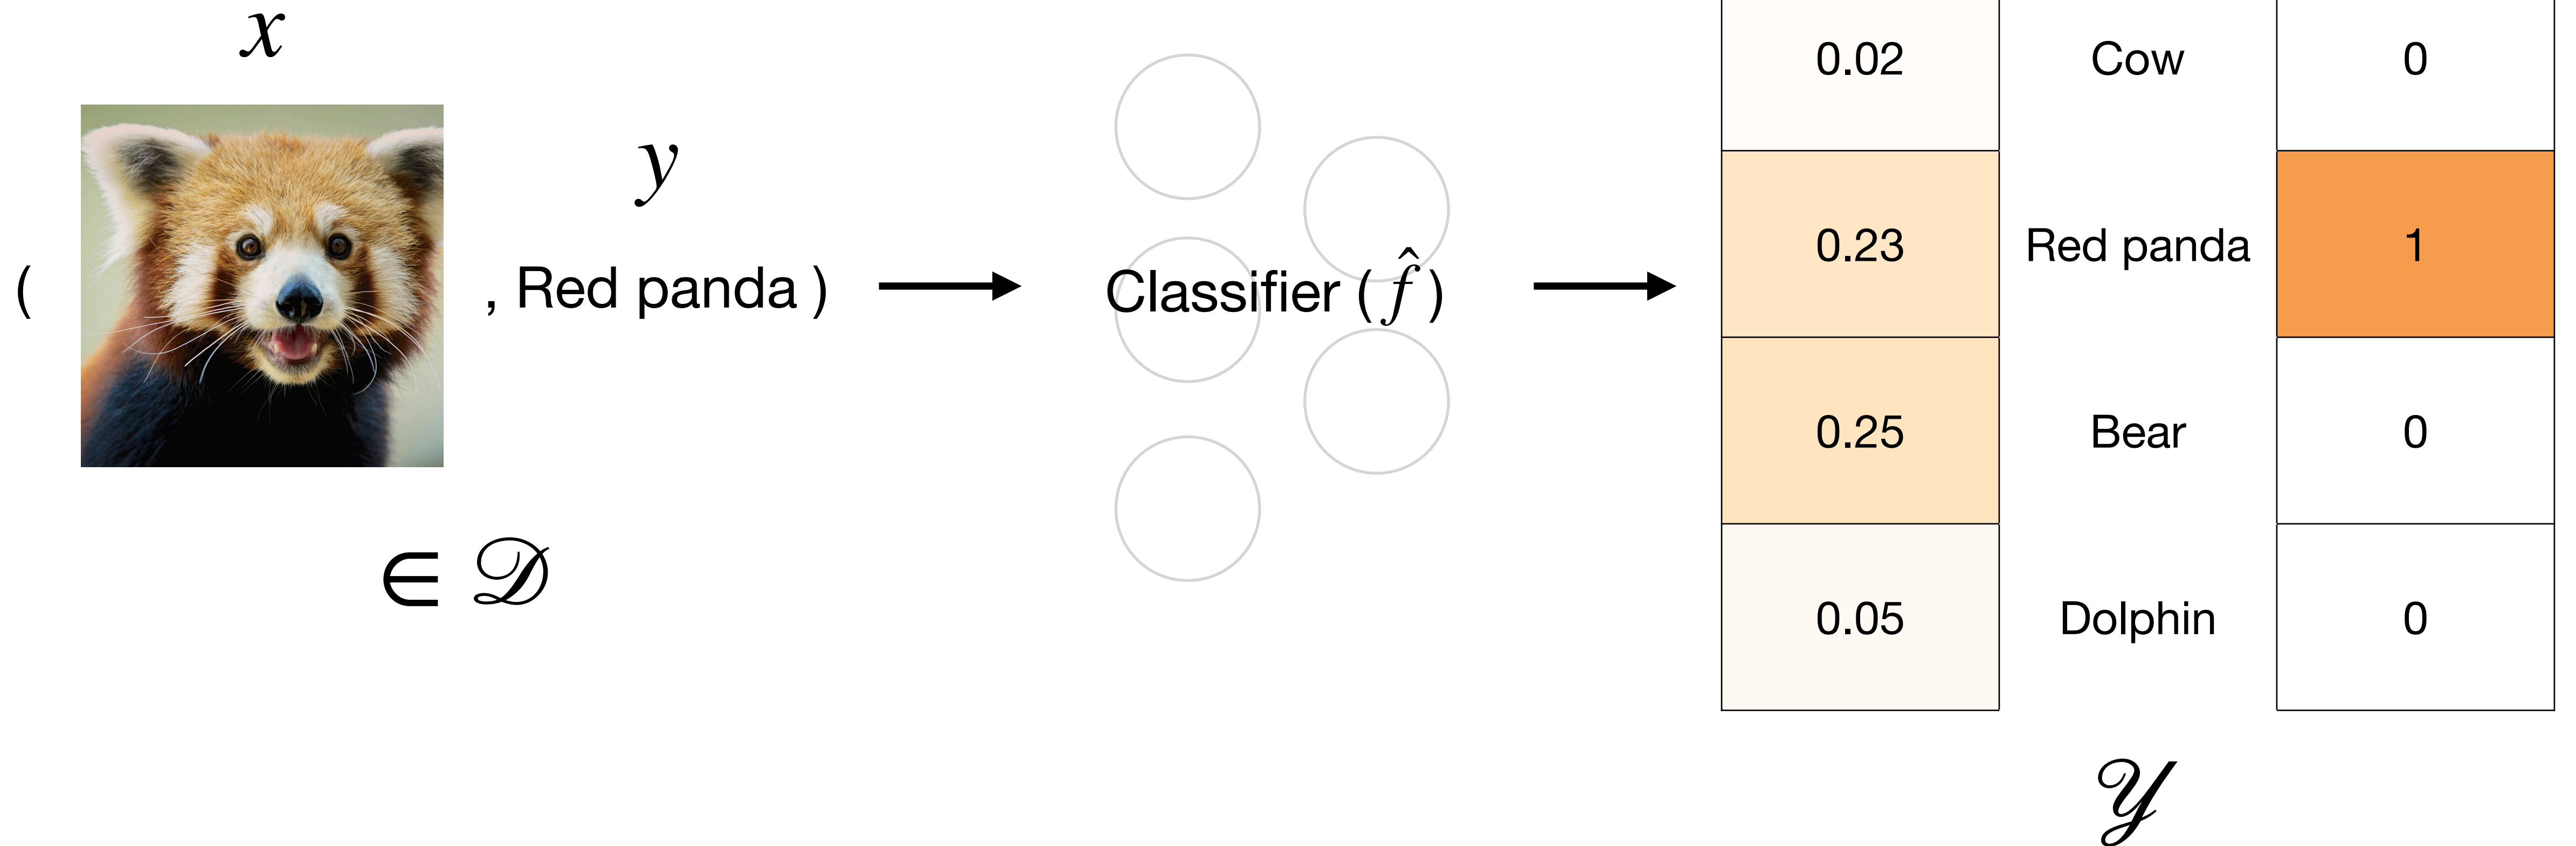 x
y
( , Red panda )
∈ 𝒟
Classifier ( f̂ )
0.02 Cow 0
0.23 Red panda 1
0.25 Bear 0
0.05 Dolphin 0
𝒴